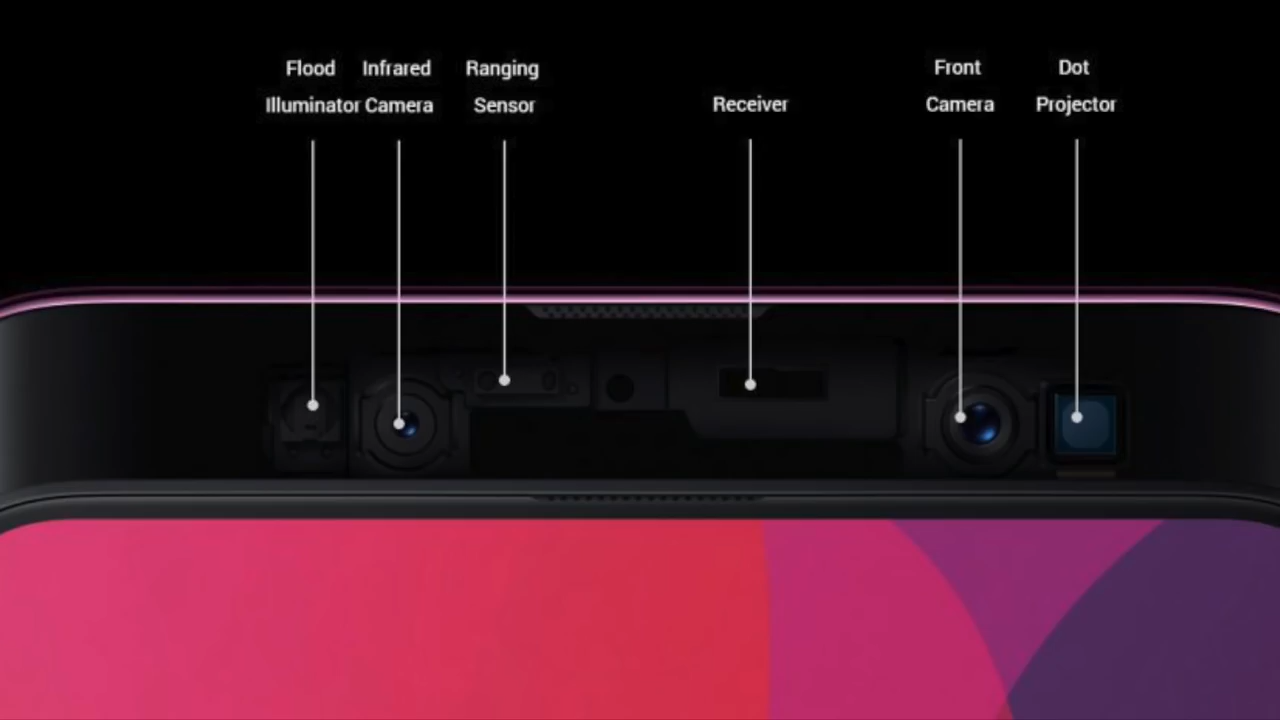 Flood
Illuminator
Infrared
Camera
Ranging
Sensor
Receiver
Front
Camera
Dot
Projector